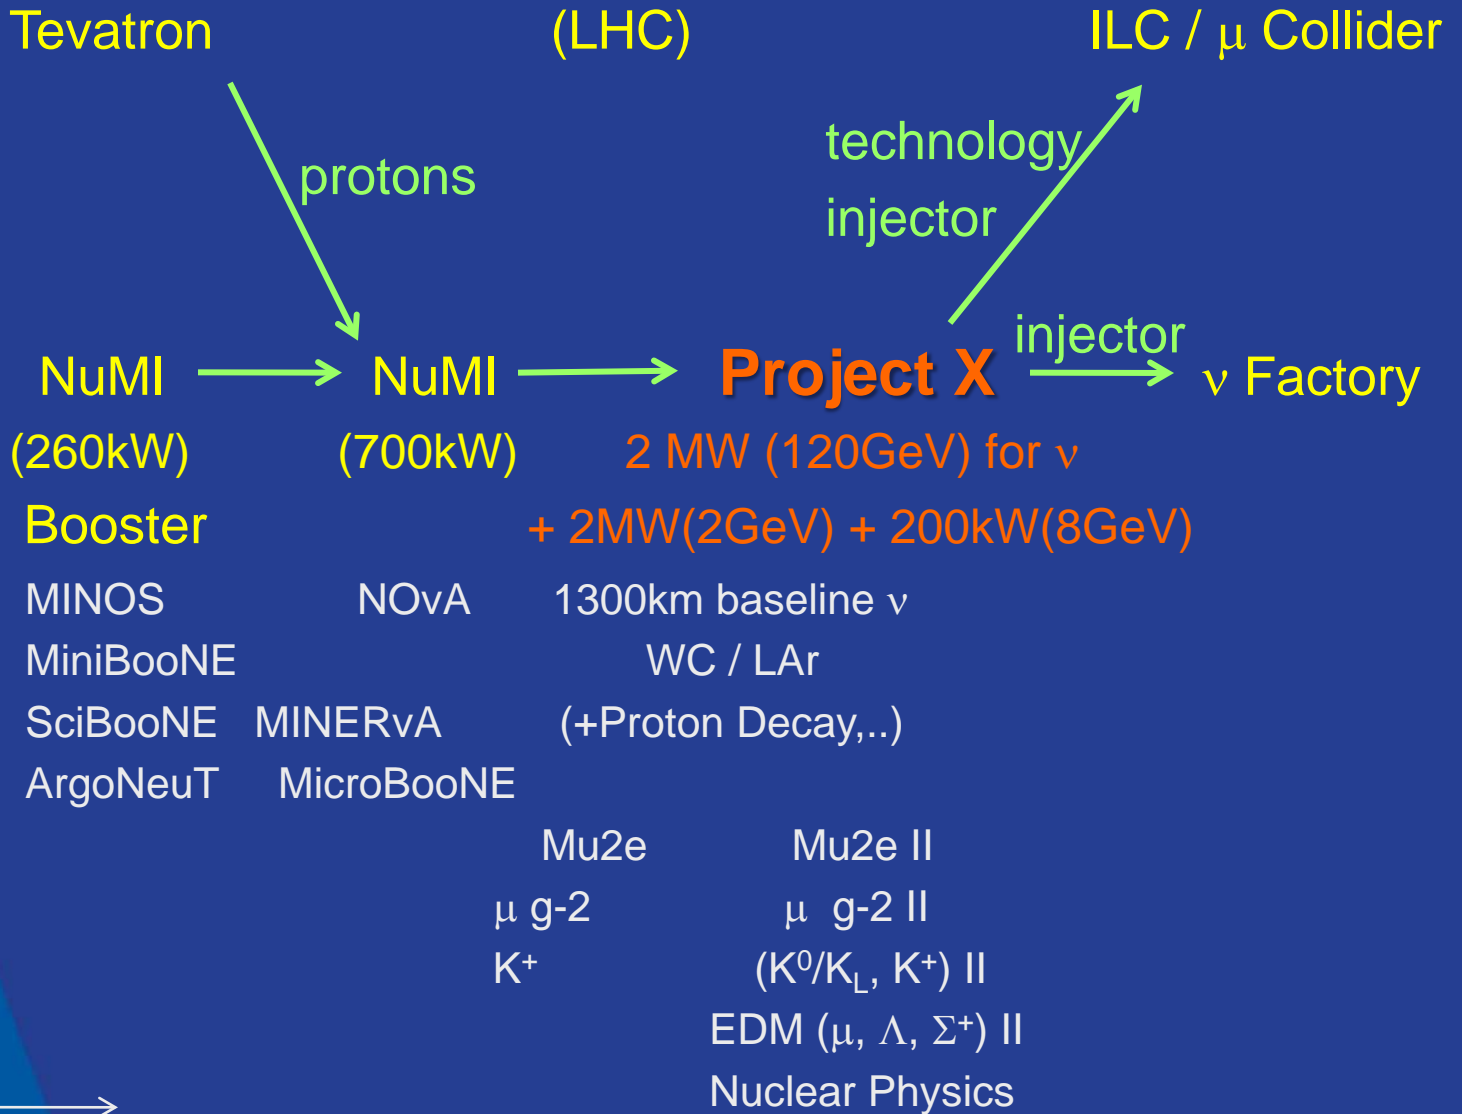 Tevatron (LHC) ILC / μ Collider
technology
protons
injector
injector
NuMI NuMI Project X ν Factory
(260kW) (700kW) 2 MW (120GeV) for ν
Booster + 2MW(2GeV) + 200kW(8GeV)
MINOS NOvA 1300km baseline ν
MiniBooNE WC / LAr
SciBooNE MINERvA (+Proton Decay,..)
ArgoNeuT MicroBooNE
Mu2e Mu2e II
μ g-2 μ g-2 II
K⁺ (K⁰/K_L, K⁺) II
EDM (μ, Λ, Σ⁺) II
Nuclear Physics